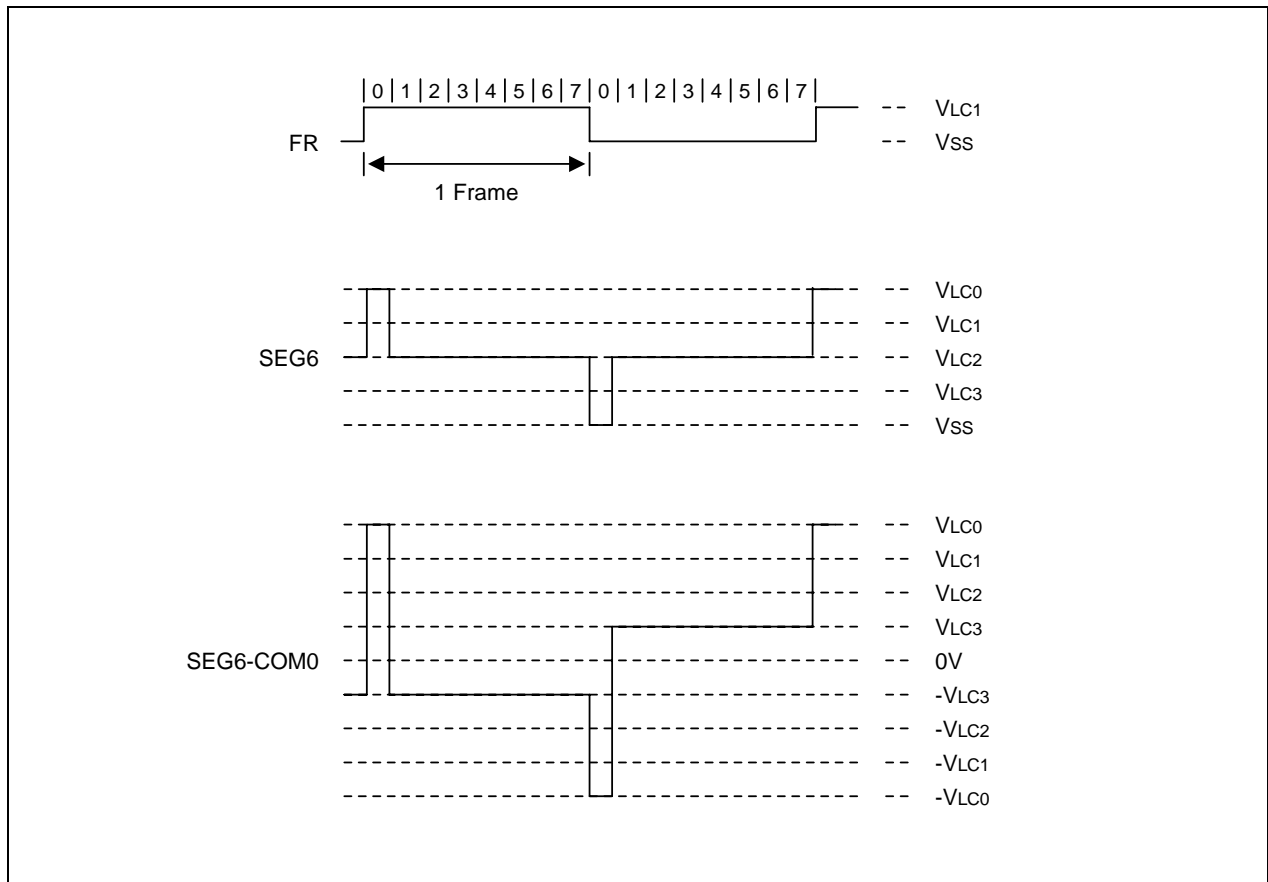 0 1 2 3 4 5 6 7 0 1 2 3 4 5 6 7
VLC1
FR
VSS
1 Frame
VLC0
VLC1
SEG6
VLC2
VLC3
VSS
VLC0
VLC1
VLC2
VLC3
SEG6-COM0
0V
-VLC3
-VLC2
-VLC1
-VLC0